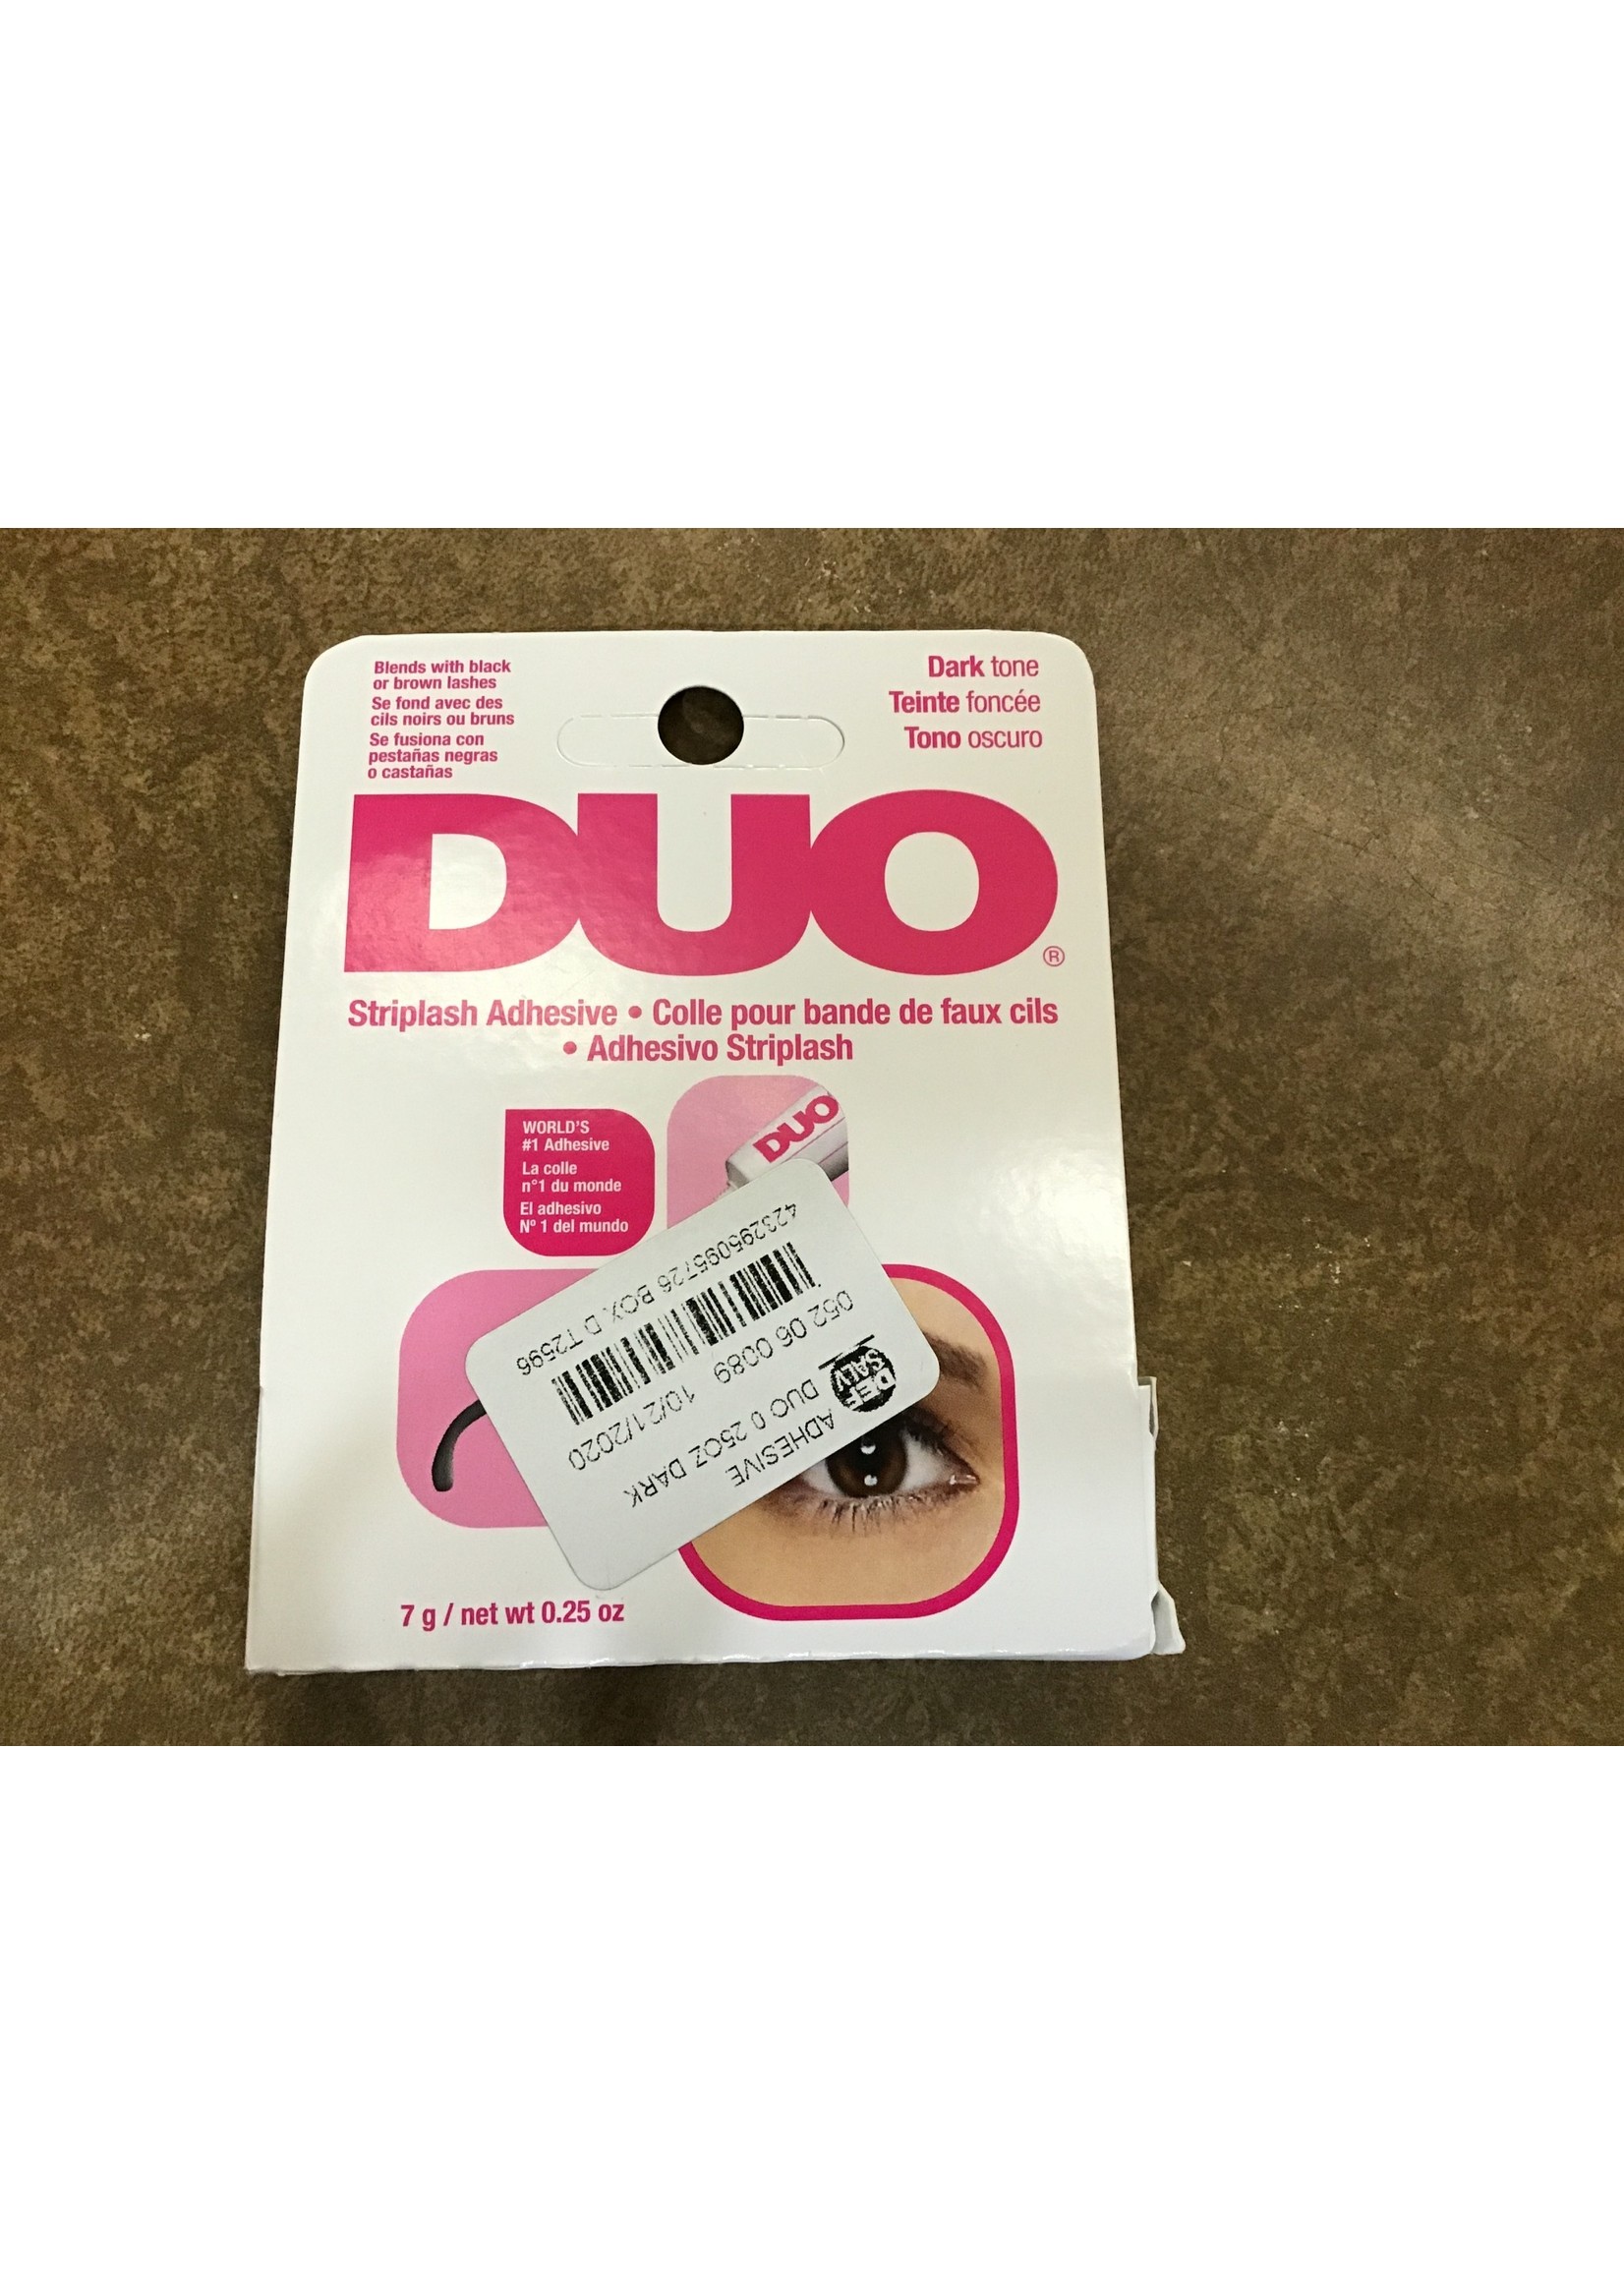 Blends with black
or brown lashes
Se fond avec des
cils noirs ou bruns
Se fusiona con
pestañas negras
o castañas
Dark tone
Teinte foncée
Tono oscuro
DUO®
Striplash Adhesive • Colle pour bande de faux cils
• Adhesivo Striplash
WORLD'S
#1 Adhesive
La colle
n°1 du monde
El adhesivo
Nº 1 del mundo
DUO
ADHESIVE
DUO 0 25OZ DARK
DEF
SALV
052 06 0089 10/21/2020
423295095726 BOX D T2596
7 g / net wt 0.25 oz